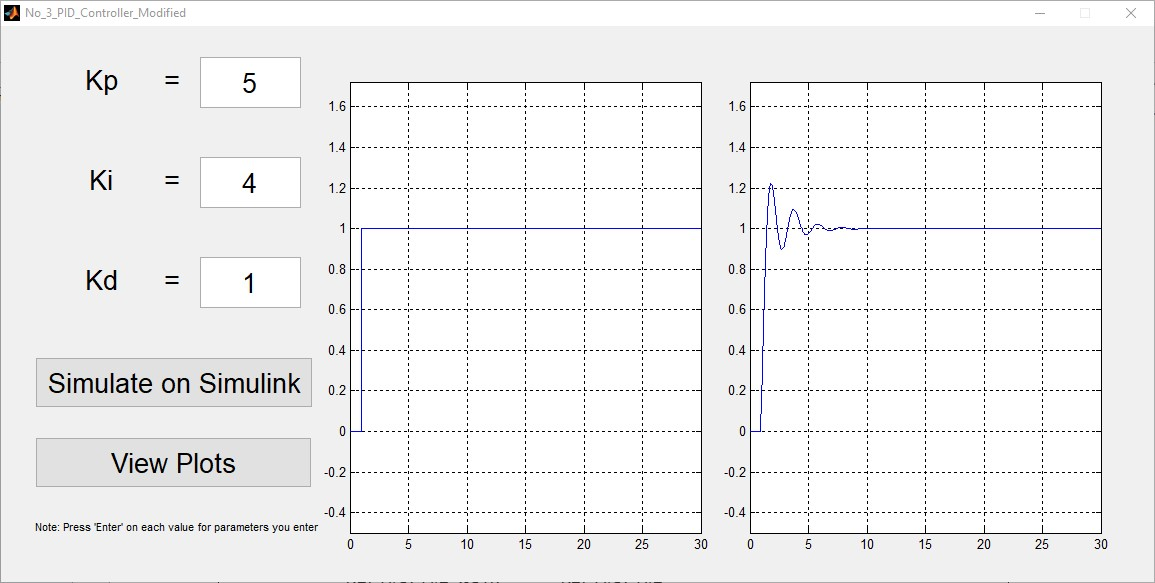 No_3_PID_Controller_Modified
Kp = 5
Ki = 4
Kd = 1
Simulate on Simulink
View Plots
Note: Press 'Enter' on each value for parameters you enter
1.6
1.4
1.2
1
0.8
0.6
0.4
0.2
0
-0.2
-0.4
0 5 10 15 20 25 30
1.6
1.4
1.2
1
0.8
0.6
0.4
0.2
0
-0.2
-0.4
0 5 10 15 20 25 30